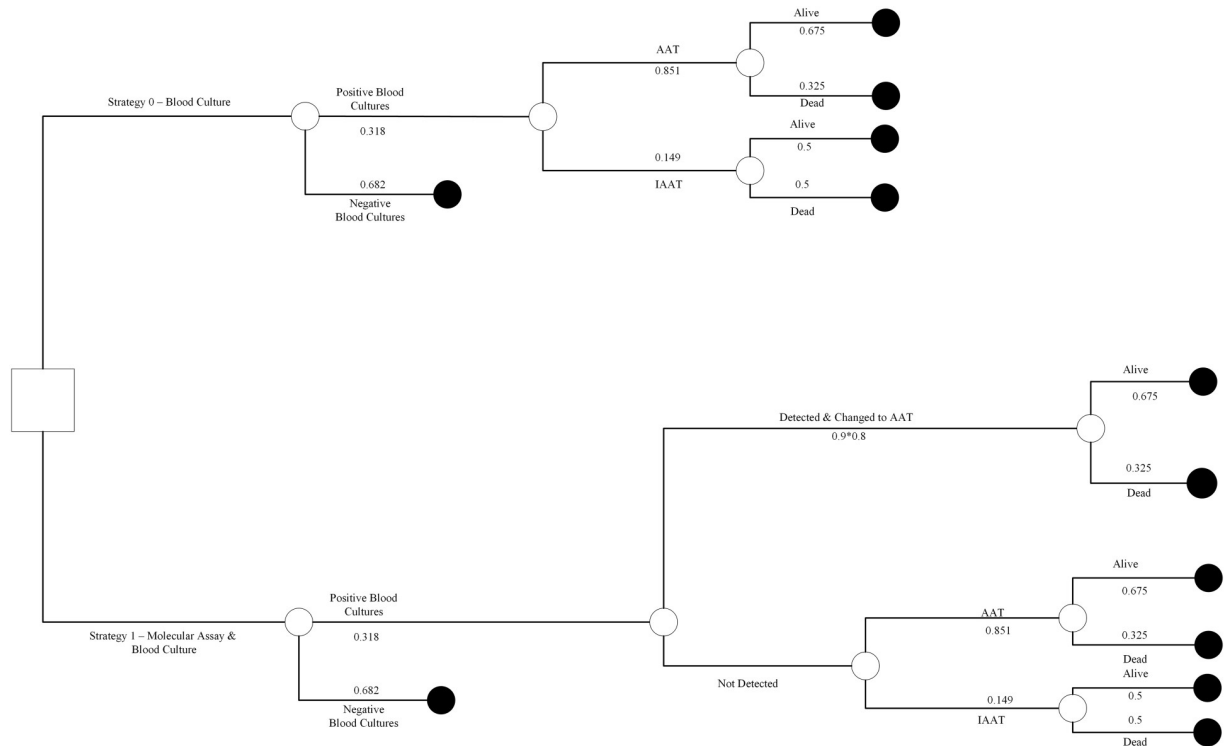 Alive
0.675
AAT
0.851
0.325
Dead
Strategy 0 – Blood Culture
Positive Blood
Cultures
0.318
Alive
0.5
0.149
IAAT
0.5
Dead
0.682
Negative
Blood Cultures
Alive
0.675
Detected & Changed to AAT
0.9*0.8
0.325
Dead
Strategy 1 – Molecular Assay &
Blood Culture
Positive Blood
Cultures
0.318
Alive
0.675
AAT
0.851
0.325
Dead
Not Detected
Alive
0.5
0.149
IAAT
0.5
Dead
0.682
Negative
Blood Cultures